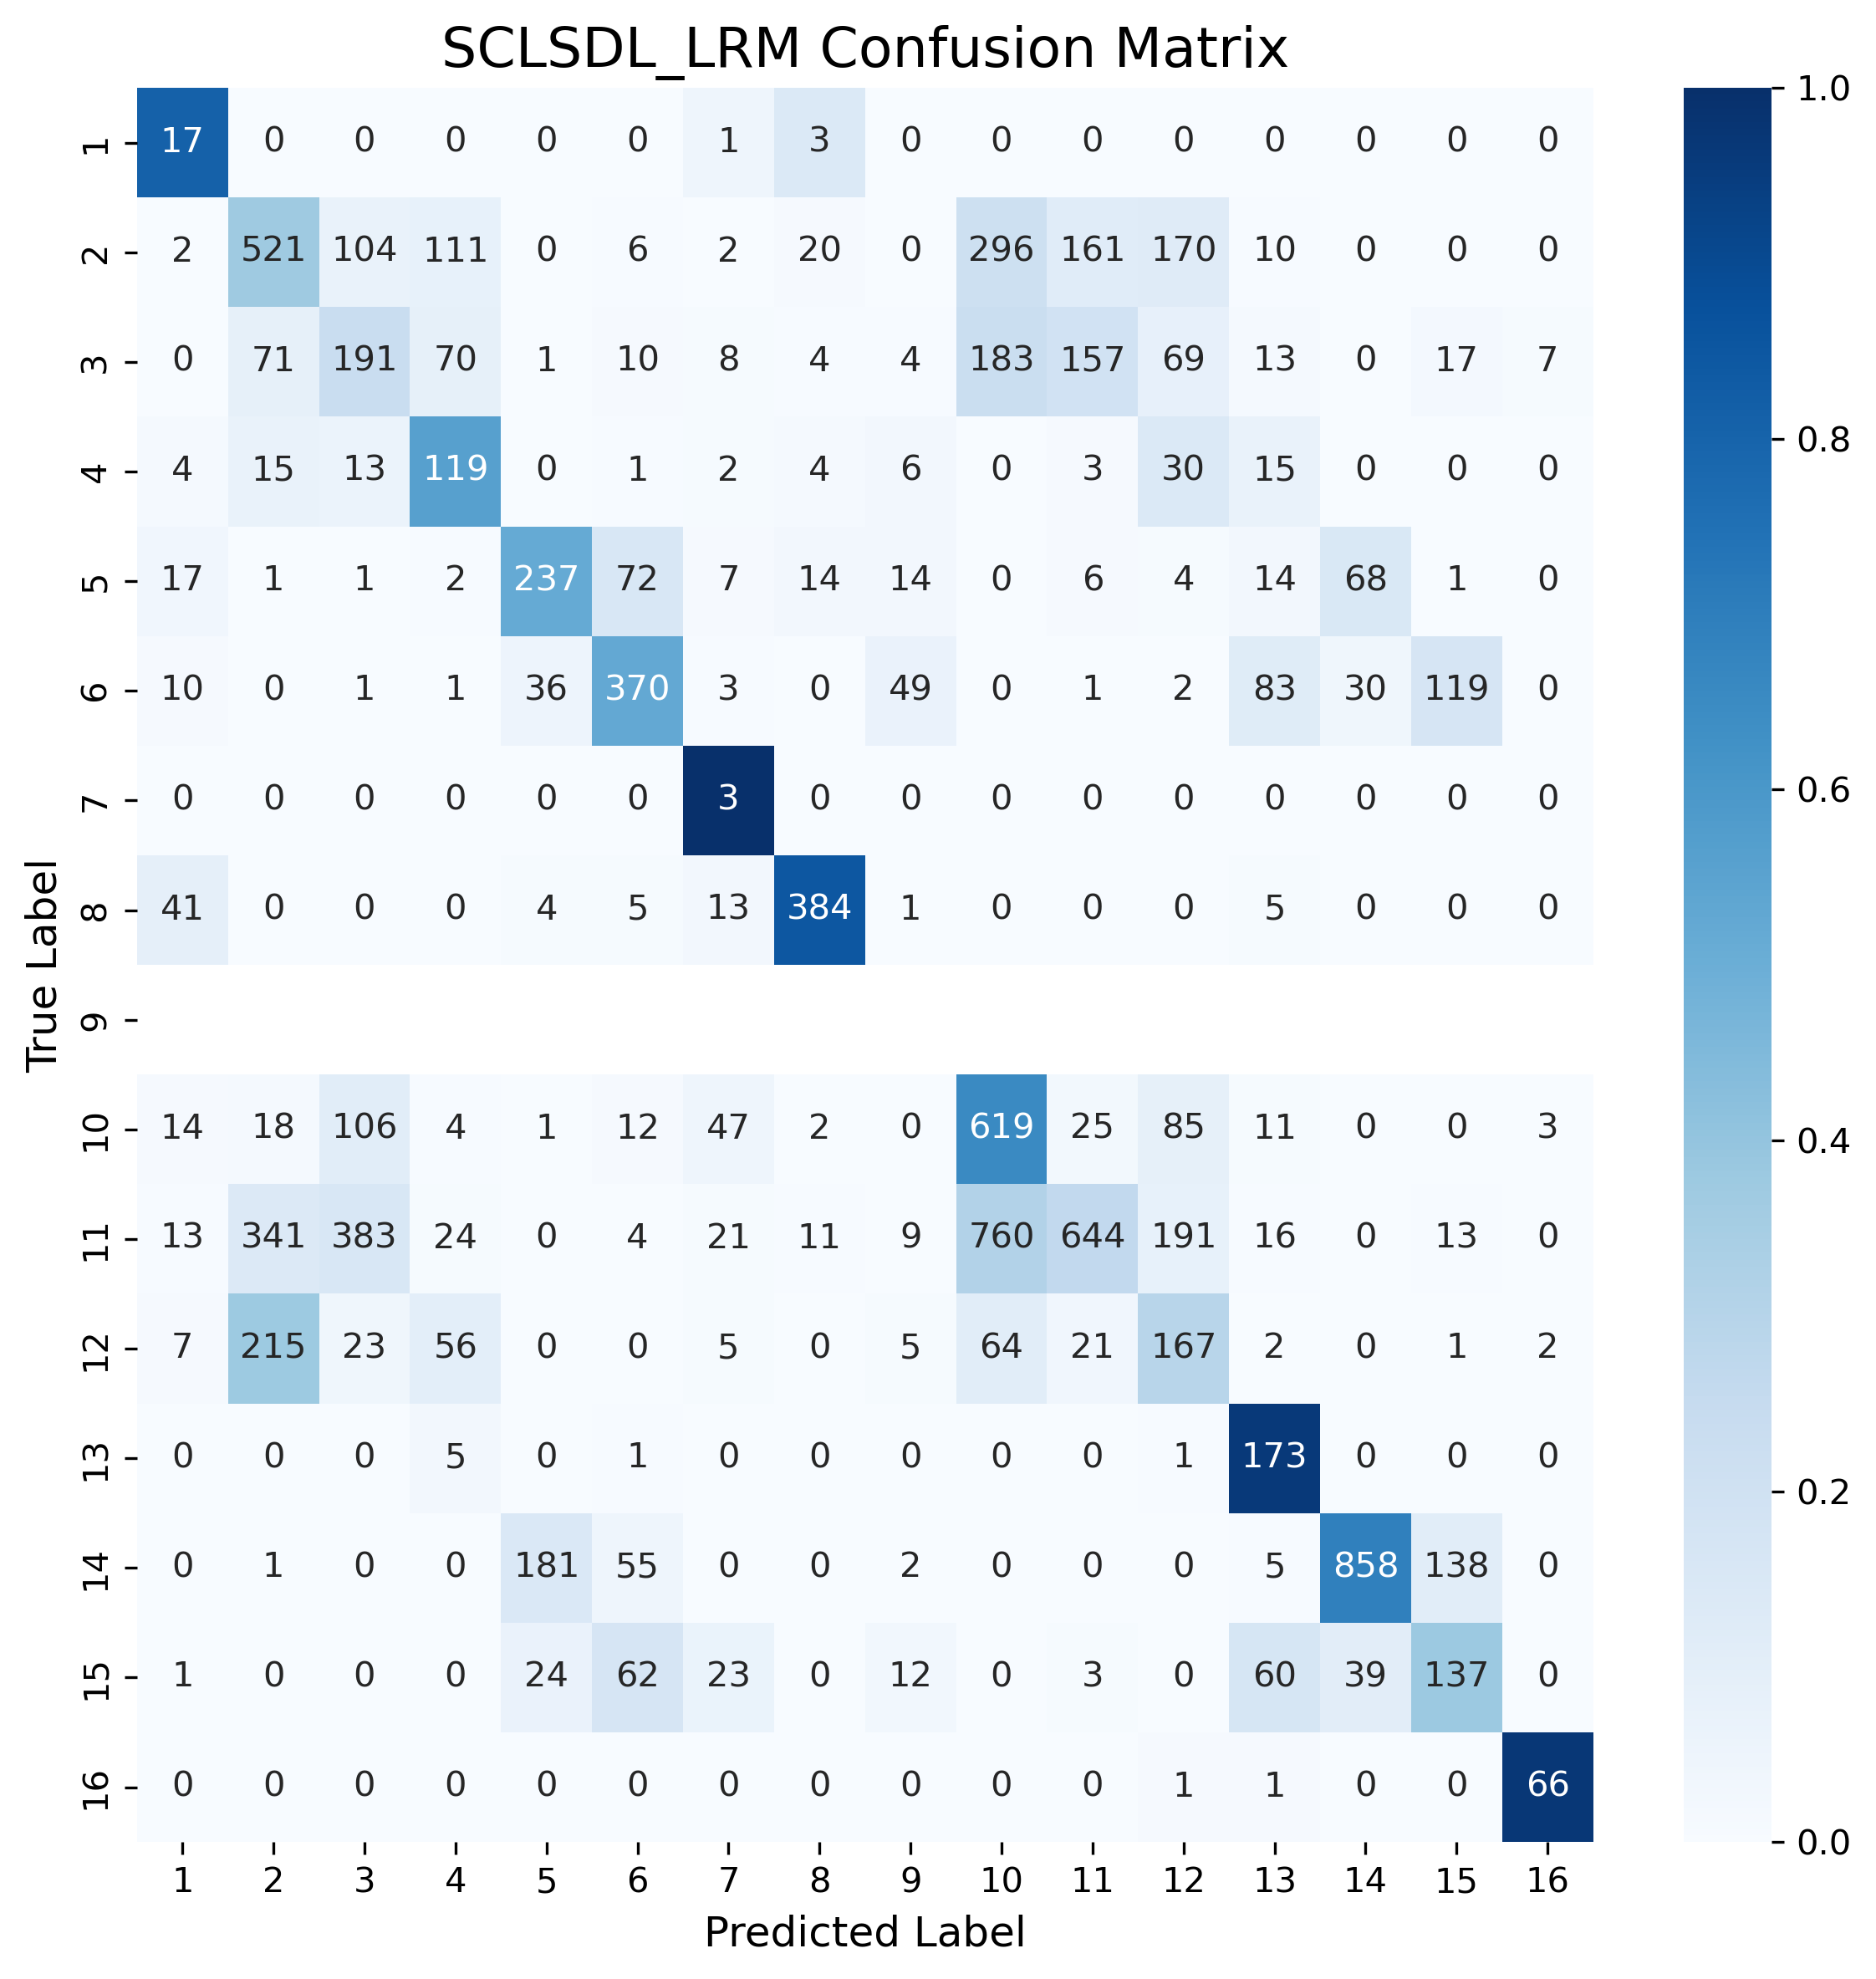 SCLSDL_LRM Confusion Matrix
1 17 0 0 0 0 0 1 3 0 0 0 0 0 0 0 0
2 2 521 104 111 0 6 2 20 0 296 161 170 10 0 0 0
3 0 71 191 70 1 10 8 4 4 183 157 69 13 0 17 7
4 4 15 13 119 0 1 2 4 6 0 3 30 15 0 0 0
5 17 1 1 2 237 72 7 14 14 0 6 4 14 68 1 0
6 10 0 1 1 36 370 3 0 49 0 1 2 83 30 119 0
7 0 0 0 0 0 0 3 0 0 0 0 0 0 0 0 0
8 41 0 0 0 4 5 13 384 1 0 0 0 5 0 0 0
9
10 14 18 106 4 1 12 47 2 0 619 25 85 11 0 0 3
11 13 341 383 24 0 4 21 11 9 760 644 191 16 0 13 0
12 7 215 23 56 0 0 5 0 5 64 21 167 2 0 1 2
13 0 0 0 5 0 1 0 0 0 0 0 1 173 0 0 0
14 0 1 0 0 181 55 0 0 2 0 0 0 5 858 138 0
15 1 0 0 0 24 62 23 0 12 0 3 0 60 39 137 0
16 0 0 0 0 0 0 0 0 0 0 0 1 1 0 0 66
1 2 3 4 5 6 7 8 9 10 11 12 13 14 15 16
Predicted Label
True Label
1.0
0.8
0.6
0.4
0.2
0.0